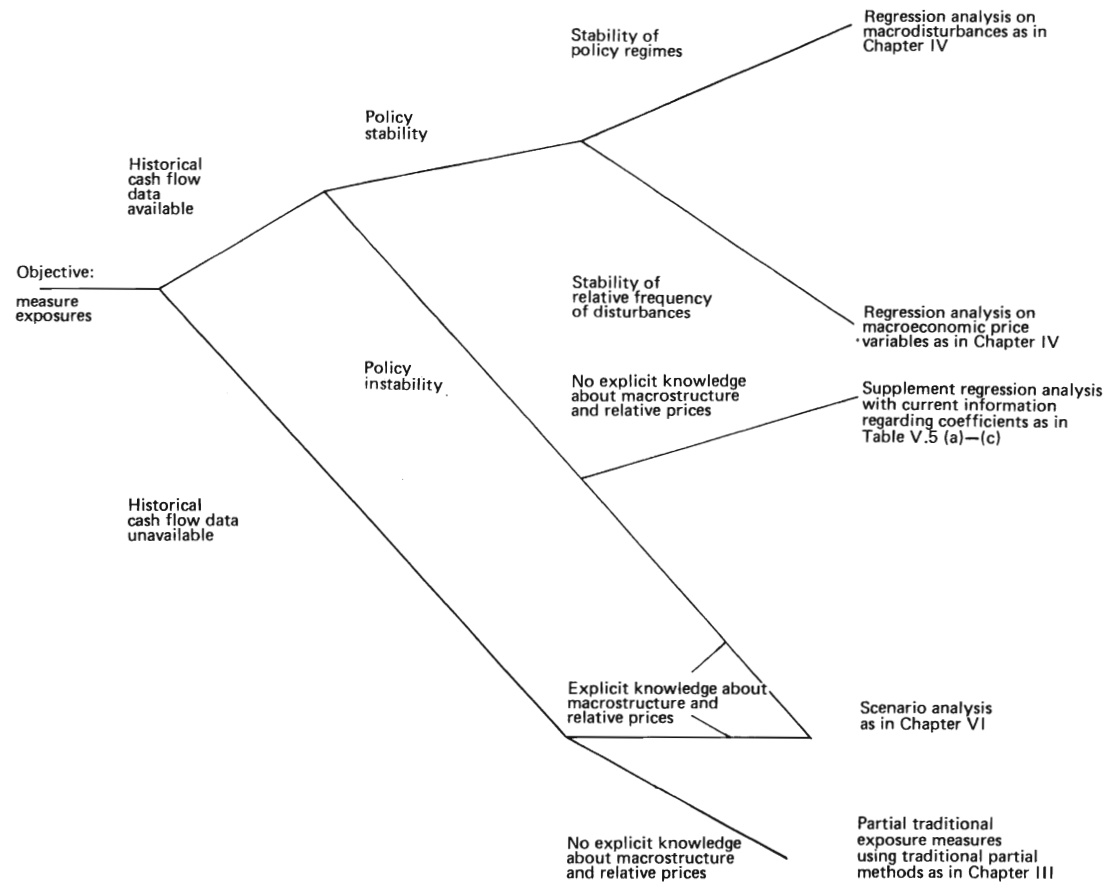 Stability of
policy regimes
Regression analysis on
macrodisturbances as in
Chapter IV
Policy
stability
Historical
cash flow
data
available
Objective:
measure
exposures
Stability of
relative frequency
of disturbances
Regression analysis on
macroeconomic price
variables as in Chapter IV
Policy
instability
No explicit knowledge
about macrostructure
and relative prices
Supplement regression analysis
with current information
regarding coefficients as in
Table V.5 (a)—(c)
Historical
cash flow data
unavailable
Explicit knowledge about
macrostructure and
relative prices
Scenario analysis
as in Chapter VI
No explicit knowledge
about macrostructure
and relative prices
Partial traditional
exposure measures
using traditional partial
methods as in Chapter III